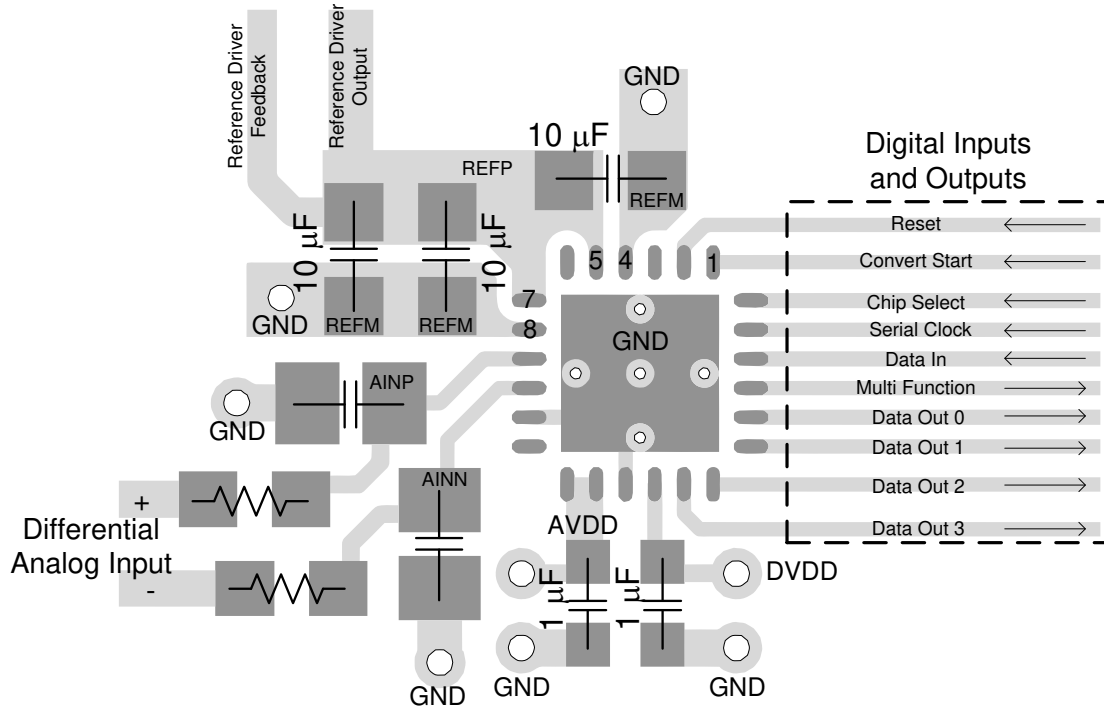 Reference Driver
Feedback
Reference Driver
Output
GND
10 μF
REFP
REFM
Digital Inputs
and Outputs
Reset
10 μF
10 μF
5
4
1
Convert Start
7
Chip Select
GND
REFM
REFM
8
Serial Clock
GND
Data In
AINP
Multi Function
GND
Data Out 0
Data Out 1
AINN
Data Out 2
+
Differential
Analog Input
-
AVDD
Data Out 3
DVDD
1 μF
1 μF
GND
GND
GND